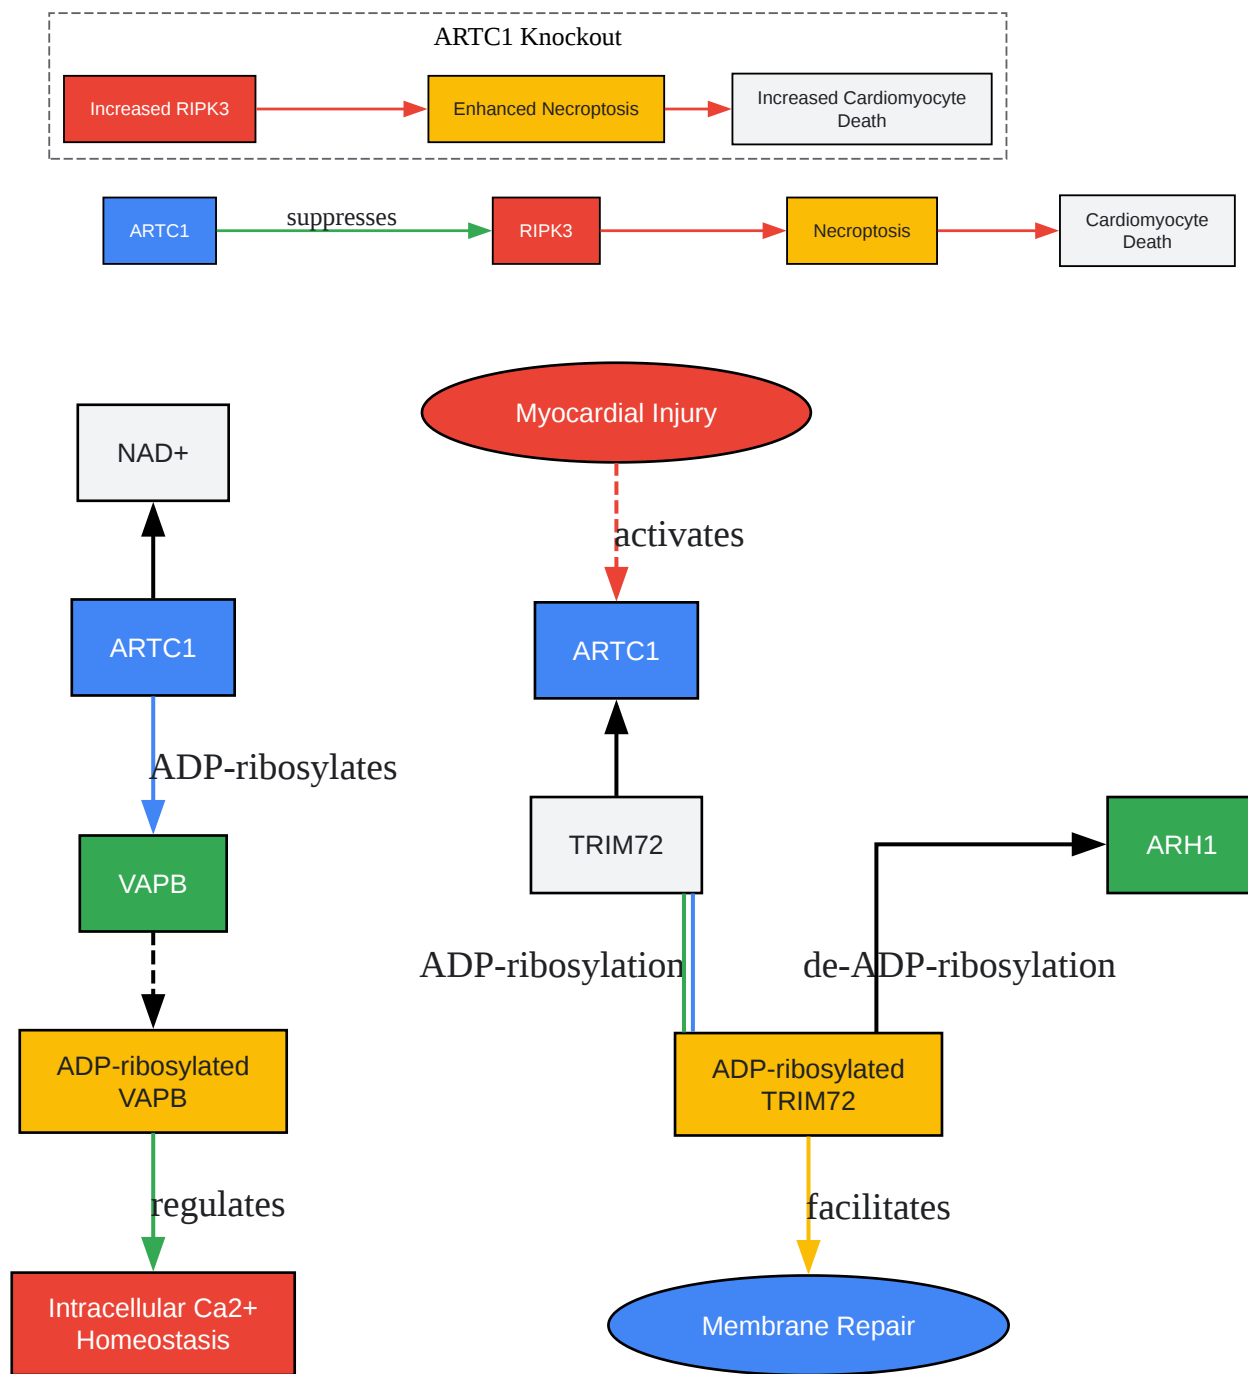 ARTC1 Knockout
Increased RIPK3
Enhanced Necroptosis
Increased Cardiomyocyte
Death
ARTC1
suppresses
RIPK3
Necroptosis
Cardiomyocyte
Death
NAD+
ARTC1
ADP-ribosylates
VAPB
ADP-ribosylated
VAPB
regulates
Intracellular Ca2+
Homeostasis
Myocardial Injury
activates
ARTC1
TRIM72
ADP-ribosylation
de-ADP-ribosylation
ARH1
ADP-ribosylated
TRIM72
facilitates
Membrane Repair